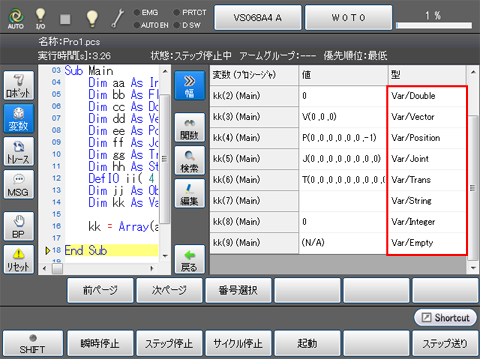 AUTO
I/O
EMG
PRTCT
AUTO EN
D SW
VS068A4 A
W 0 T 0
1 %
名称:Pro1.pcs
実行時間[s]:3.26 状態:ステップ停止中 アームグループ:--- 優先順位:最低
ロボット
変数
トレース
MSG
BP
リセット
03 Sub Main
04 Dim aa As In
05 Dim bb As Fl
06 Dim cc As Do
07 Dim dd As Ve
08 Dim ee As Po
09 Dim ff As Jo
10 Dim gg As Tr
11 Dim hh As St
12 DefIO ii( 4
13 Dim jj As Ob
14 Dim kk As Va
15
16 kk = Array(a
17
18 End Sub
幅
関数
検索
編集
戻る
変数 (プロシージャ) 値 型
kk(2) (Main) 0 Var/Double
kk(3) (Main) V(0,0,0) Var/Vector
kk(4) (Main) P(0,0,0,0,0,0,-1) Var/Position
kk(5) (Main) J(0,0,0,0,0,0,0,0) Var/Joint
kk(6) (Main) T(0,0,0,0,0,0,0,0, Var/Trans
kk(7) (Main) Var/String
kk(8) (Main) 0 Var/Integer
kk(9) (Main) (N/A) Var/Empty
前ページ
次ページ
番号選択
Shortcut
SHIFT
瞬時停止
ステップ停止
サイクル停止
起動
ステップ送り